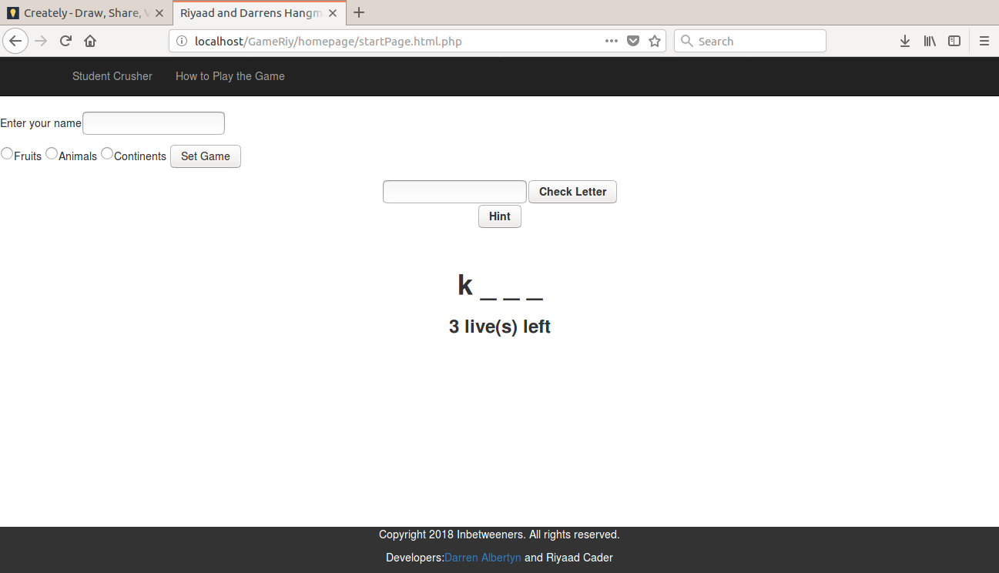 Creately - Draw, Share, V
Riyaad and Darrens Hangm
localhost/GameRiy/homepage/startPage.html.php
Search
Student Crusher How to Play the Game
Enter your name
Fruits Animals Continents Set Game
Check Letter
Hint
k _ _ _
3 live(s) left
Copyright 2018 Inbetweeners. All rights reserved.
Developers:Darren Albertyn and Riyaad Cader